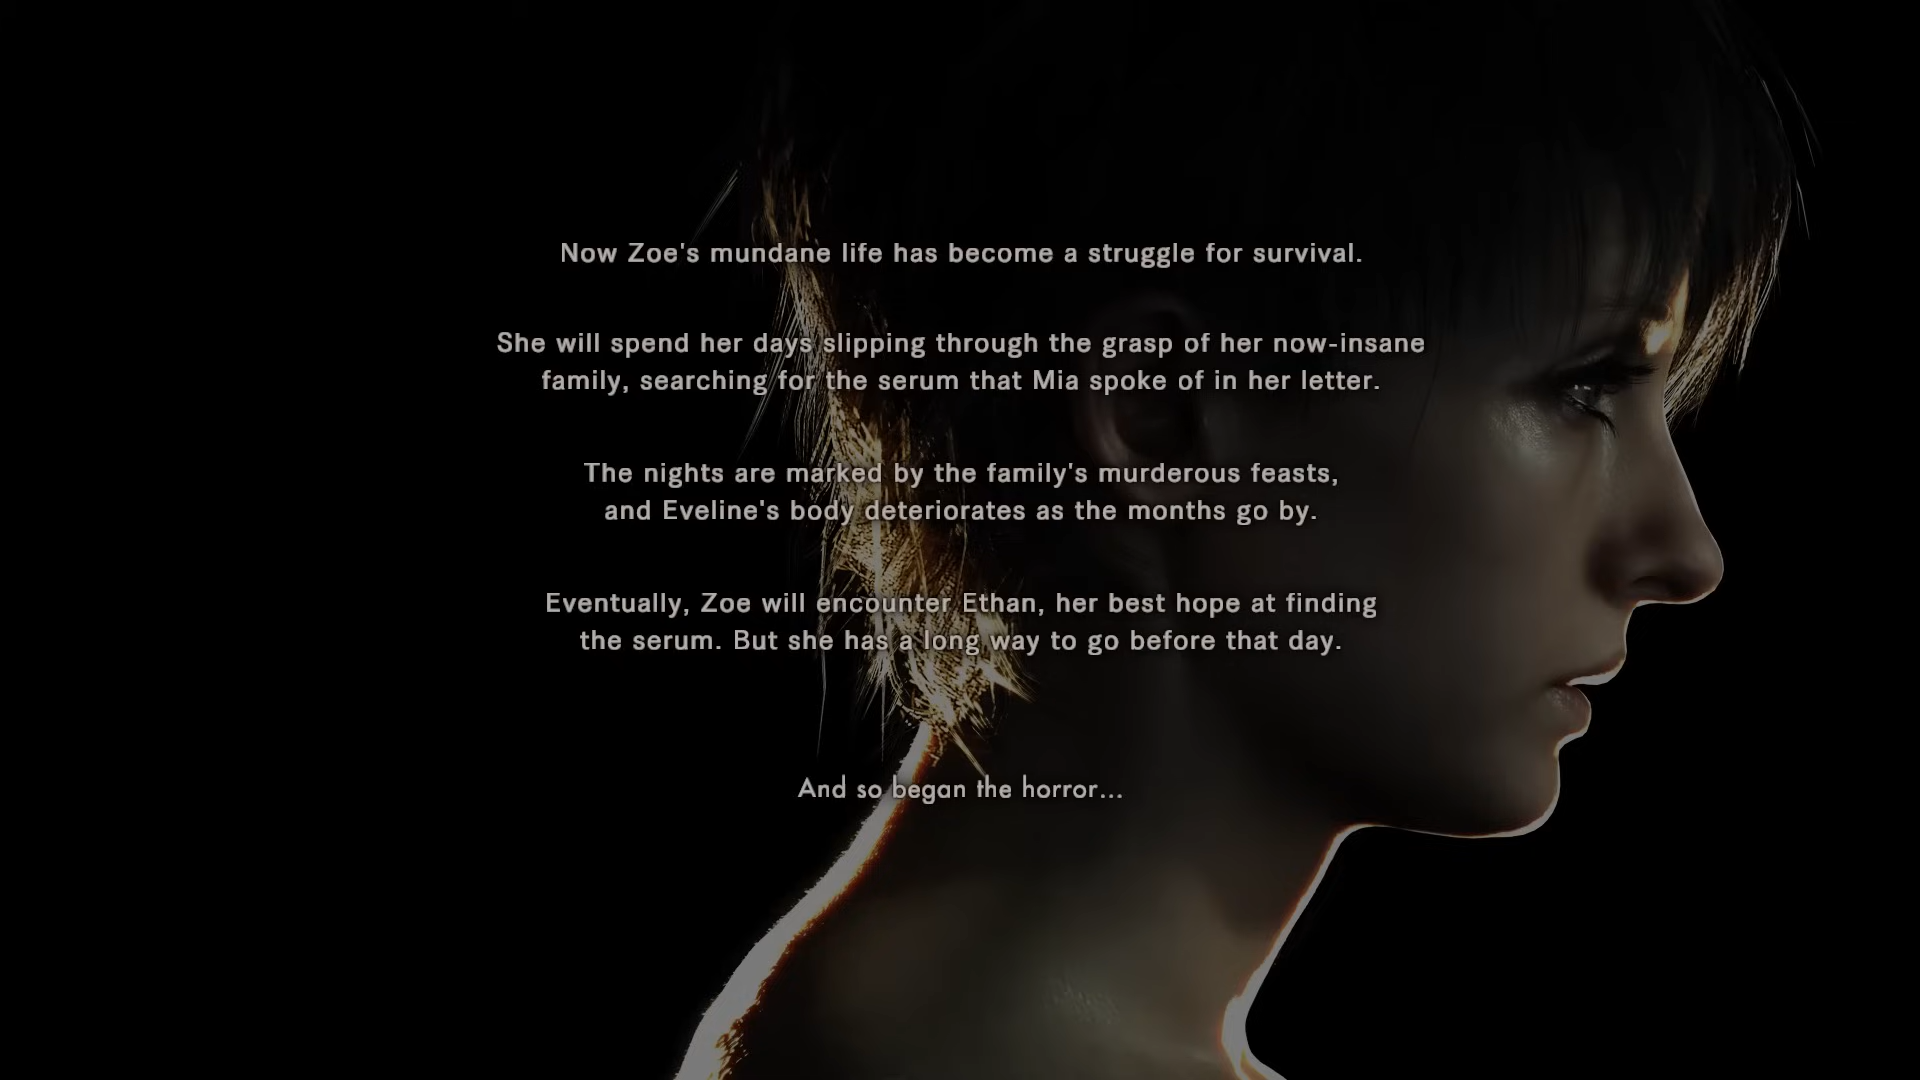 Now Zoe's mundane life has become a struggle for survival.
She will spend her days slipping through the grasp of her now-insane
family, searching for the serum that Mia spoke of in her letter.
The nights are marked by the family's murderous feasts,
and Eveline's body deteriorates as the months go by.
Eventually, Zoe will encounter Ethan, her best hope at finding
the serum. But she has a long way to go before that day.
And so began the horror...